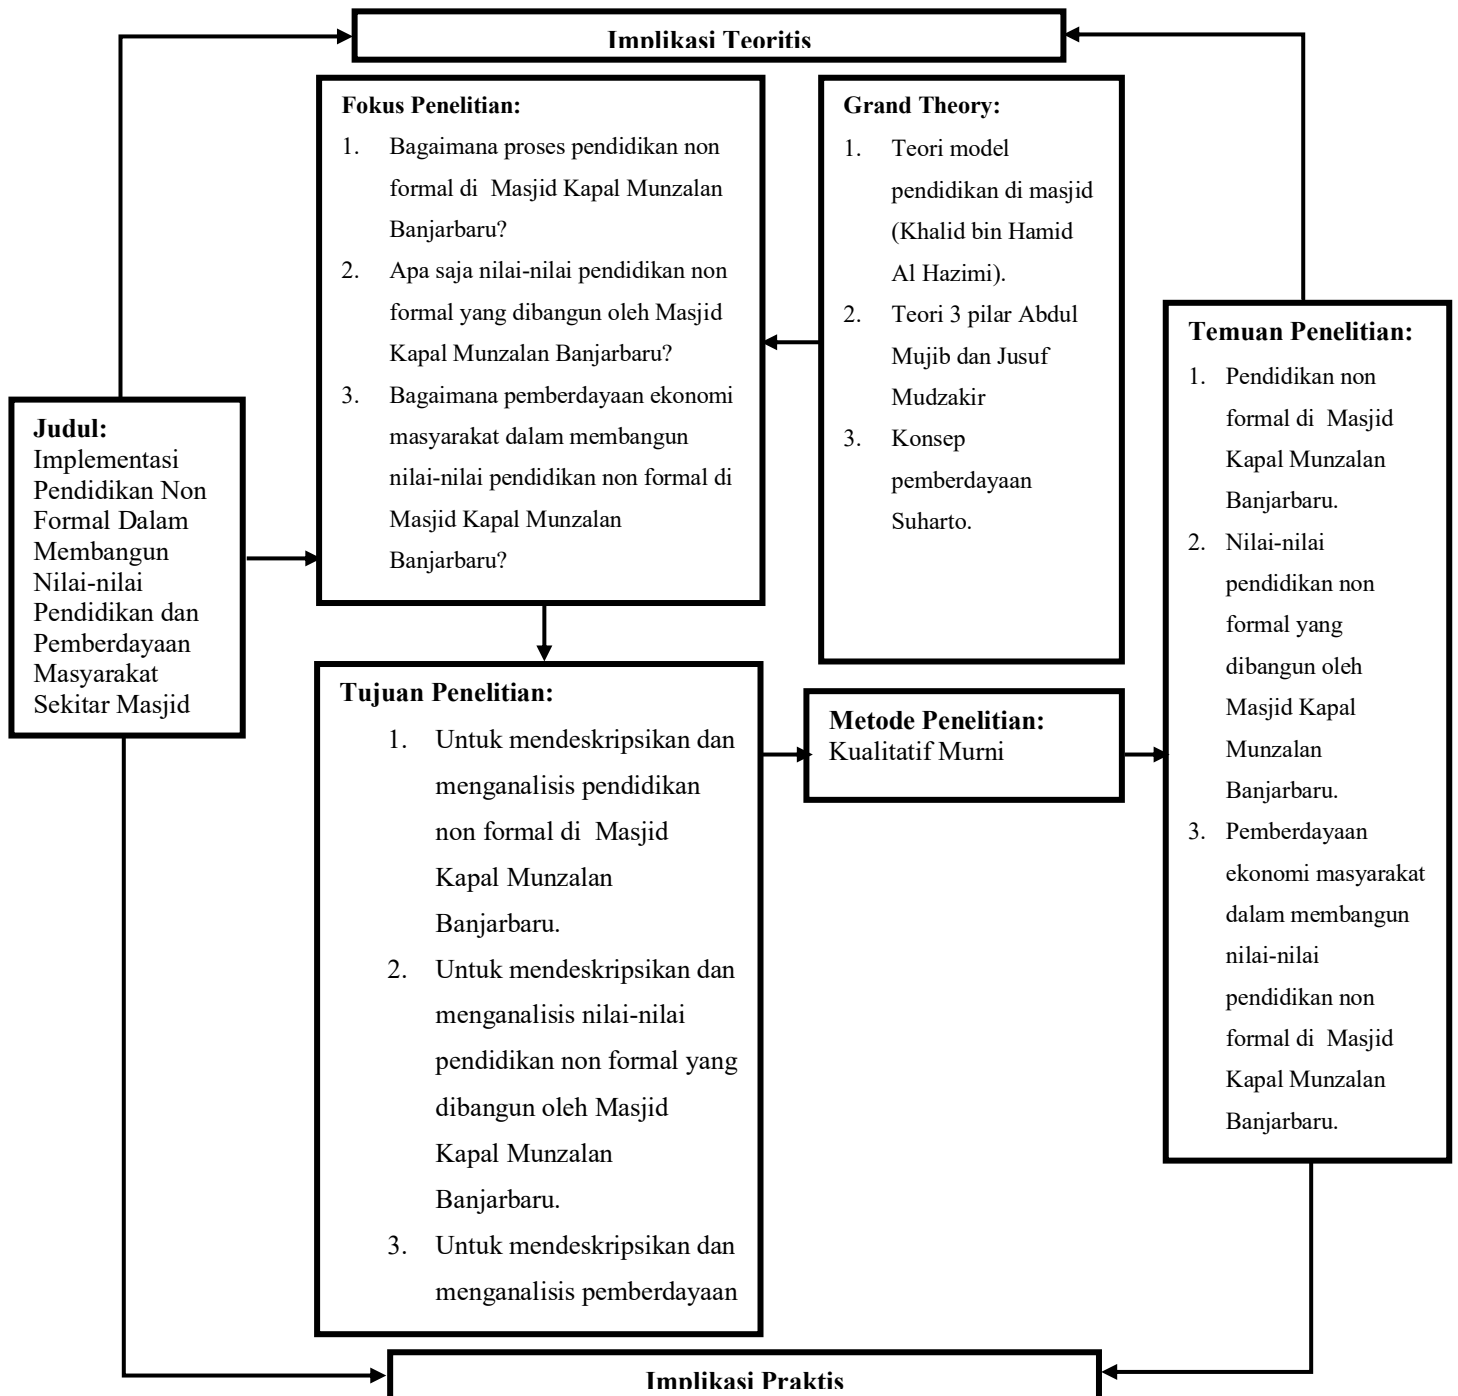 Implikasi Teoritis
Fokus Penelitian:
1. Bagaimana proses pendidikan non
formal di Masjid Kapal Munzalan
Banjarbaru?
2. Apa saja nilai-nilai pendidikan non
formal yang dibangun oleh Masjid
Kapal Munzalan Banjarbaru?
3. Bagaimana pemberdayaan ekonomi
masyarakat dalam membangun
nilai-nilai pendidikan non formal di
Masjid Kapal Munzalan
Banjarbaru?
Grand Theory:
1. Teori model
pendidikan di masjid
(Khalid bin Hamid
Al Hazimi).
2. Teori 3 pilar Abdul
Mujib dan Jusuf
Mudzakir
3. Konsep
pemberdayaan
Suharto.
Judul:
Implementasi
Pendidikan Non
Formal Dalam
Membangun
Nilai-nilai
Pendidikan dan
Pemberdayaan
Masyarakat
Sekitar Masjid
Tujuan Penelitian:
1. Untuk mendeskripsikan dan
menganalisis pendidikan
non formal di Masjid
Kapal Munzalan
Banjarbaru.
2. Untuk mendeskripsikan dan
menganalisis nilai-nilai
pendidikan non formal yang
dibangun oleh Masjid
Kapal Munzalan
Banjarbaru.
3. Untuk mendeskripsikan dan
menganalisis pemberdayaan
Metode Penelitian:
Kualitatif Murni
Temuan Penelitian:
1. Pendidikan non
formal di Masjid
Kapal Munzalan
Banjarbaru.
2. Nilai-nilai
pendidikan non
formal yang
dibangun oleh
Masjid Kapal
Munzalan
Banjarbaru.
3. Pemberdayaan
ekonomi masyarakat
dalam membangun
nilai-nilai
pendidikan non
formal di Masjid
Kapal Munzalan
Banjarbaru.
Implikasi Praktis